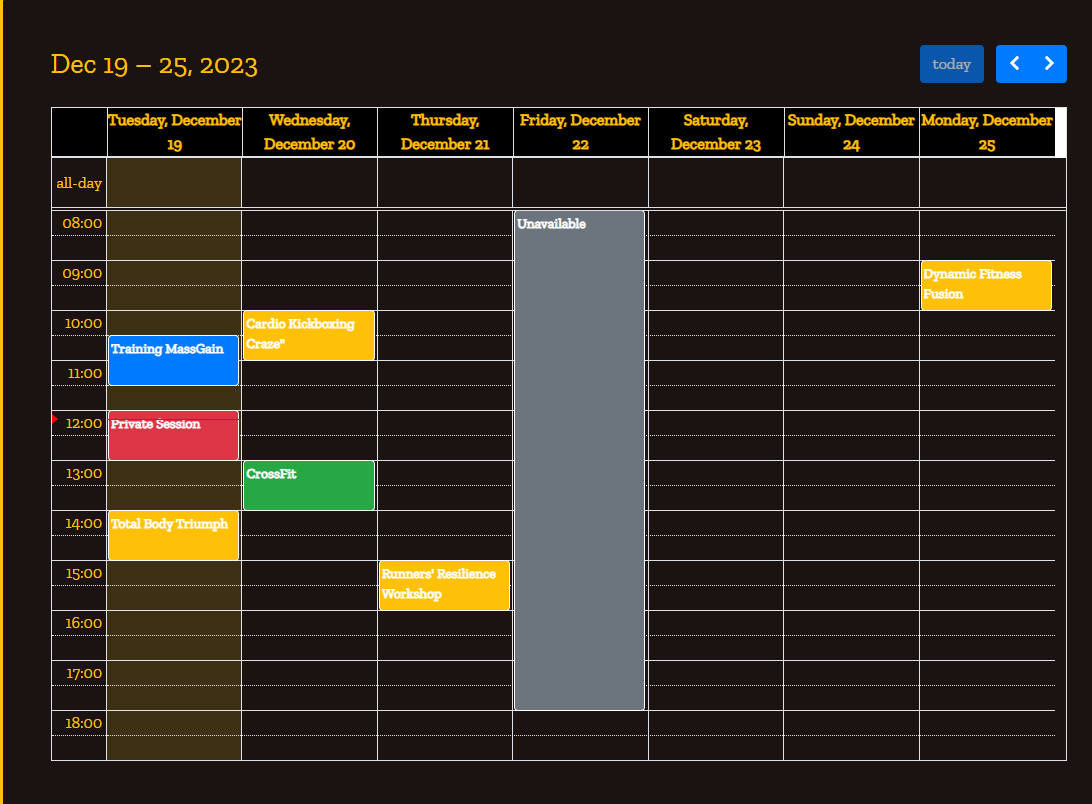 Dec 19 – 25, 2023
today
Tuesday, December
19
Wednesday,
December 20
Thursday,
December 21
Friday, December
22
Saturday,
December 23
Sunday, December
24
Monday, December
25
all-day
08:00
Unavailable
09:00
Dynamic Fitness
Fusion
10:00
Cardio Kickboxing
Craze"
Training MassGain
11:00
12:00
Private Session
13:00
CrossFit
14:00
Total Body Triumph
15:00
Runners' Resilience
Workshop
16:00
17:00
18:00